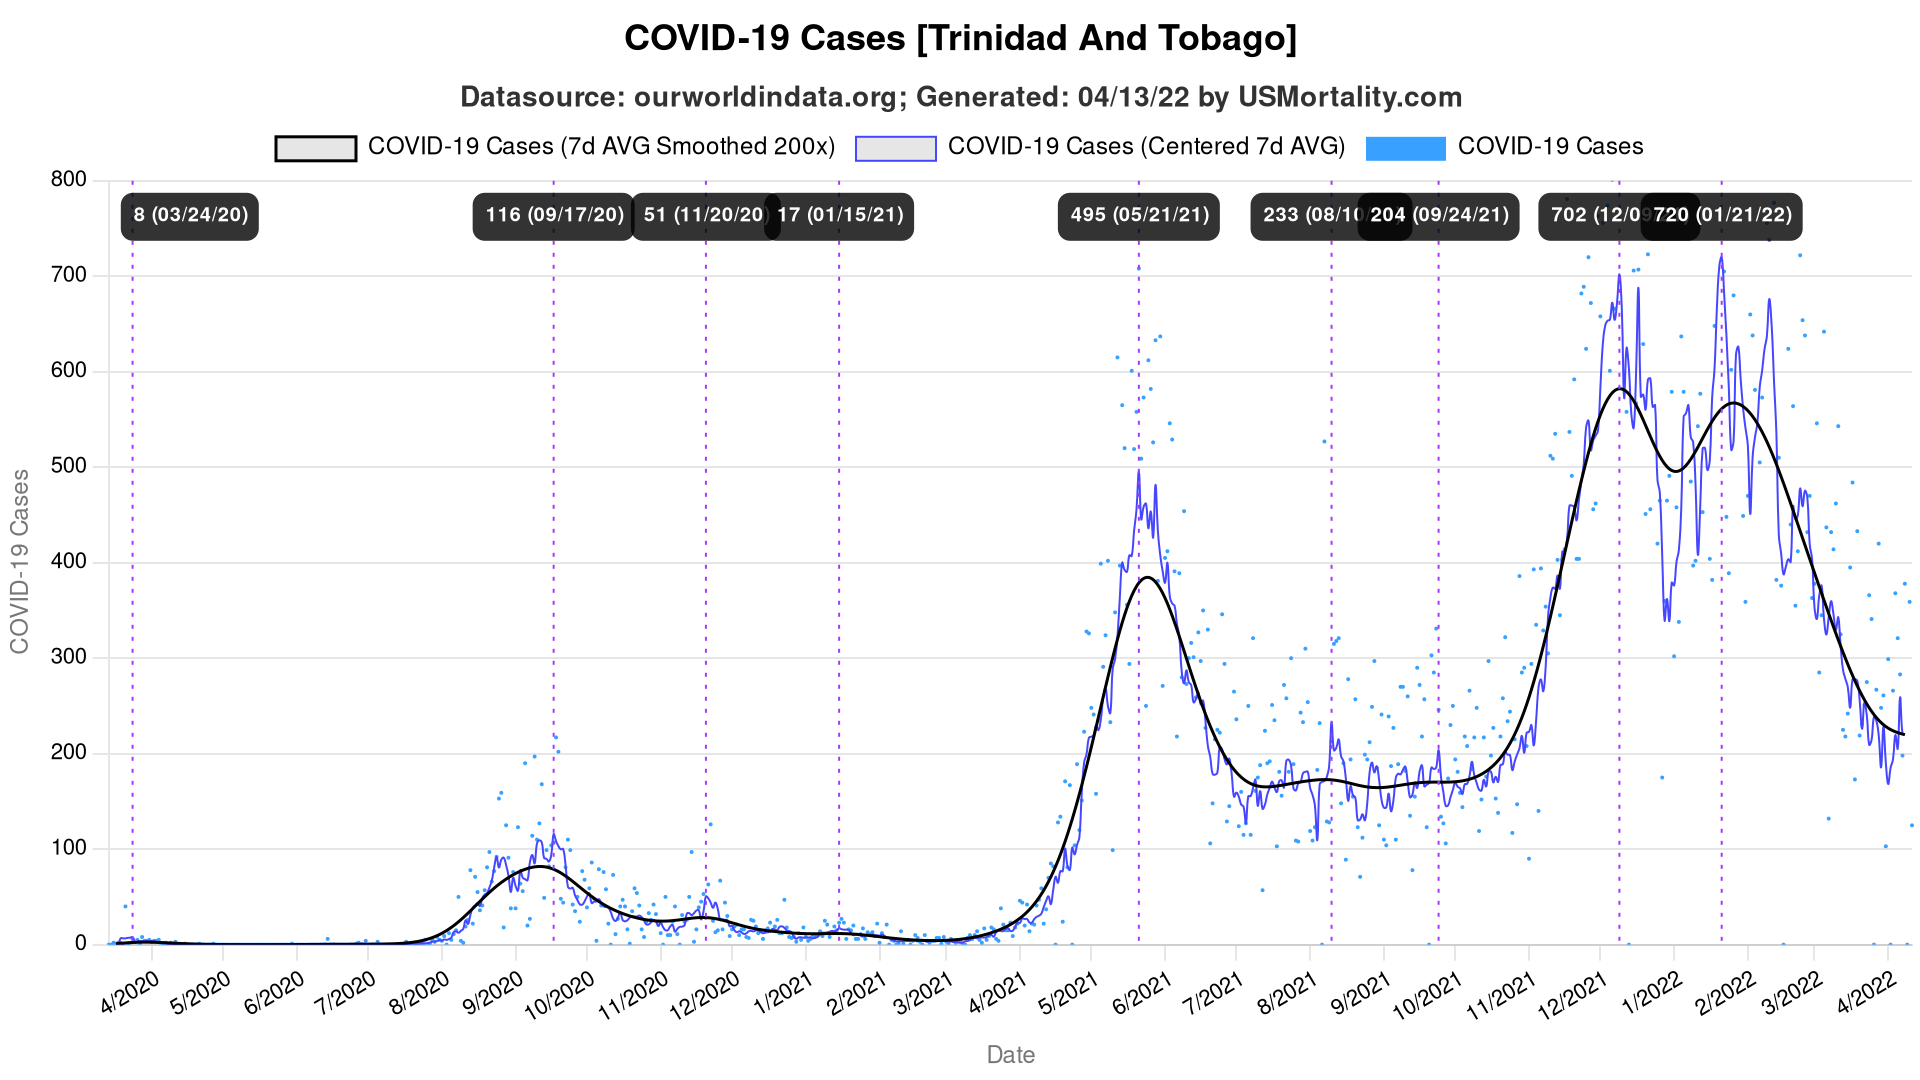 COVID-19 Cases [Trinidad And Tobago]
Datasource: ourworldindata.org; Generated: 04/13/22 by USMortality.com
COVID-19 Cases (7d AVG Smoothed 200x) COVID-19 Cases (Centered 7d AVG) COVID-19 Cases
8 (03/24/20) 116 (09/17/20) 51 (11/20/20) 17 (01/15/21) 495 (05/21/21) 233 (08/10 204 (09/24/21) 702 (12/09 720 (01/21/22)
800
700
600
500
400
300
200
100
0
COVID-19 Cases
4/2020 5/2020 6/2020 7/2020 8/2020 9/2020 10/2020 11/2020 12/2020 1/2021 2/2021 3/2021 4/2021 5/2021 6/2021 7/2021 8/2021 9/2021 10/2021 11/2021 12/2021 1/2022 2/2022 3/2022 4/2022
Date